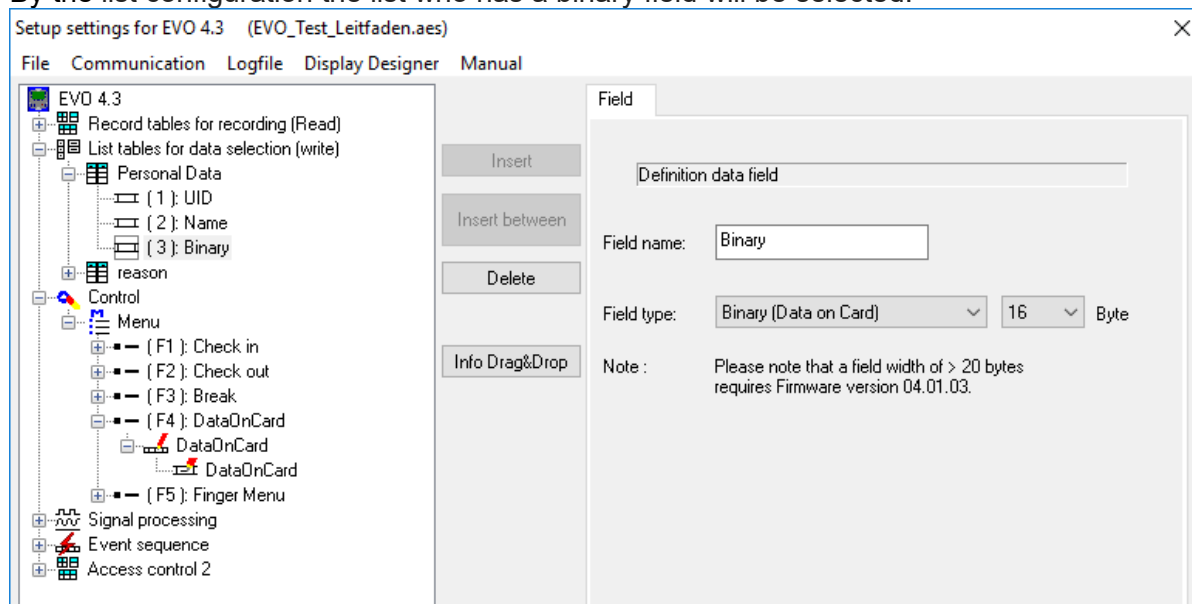 By the list configuration the list who has a binary field will be selected.
Setup settings for EVO 4.3 (EVO_Test_Leitfaden.aes)
File Communication Logfile Display Designer Manual
EVO 4.3
Record tables for recording (Read)
List tables for data selection (write)
Personal Data
( 1 ): UID
( 2 ): Name
( 3 ): Binary
reason
Control
Menu
( F1 ): Check in
( F2 ): Check out
( F3 ): Break
( F4 ): DataOnCard
DataOnCard
DataOnCard
( F5 ): Finger Menu
Signal processing
Event sequence
Access control 2
Insert
Insert between
Delete
Info Drag&Drop
Field
Definition data field
Field name: Binary
Field type: Binary (Data on Card) 16 Byte
Note : Please note that a field width of > 20 bytes
requires Firmware version 04.01.03.